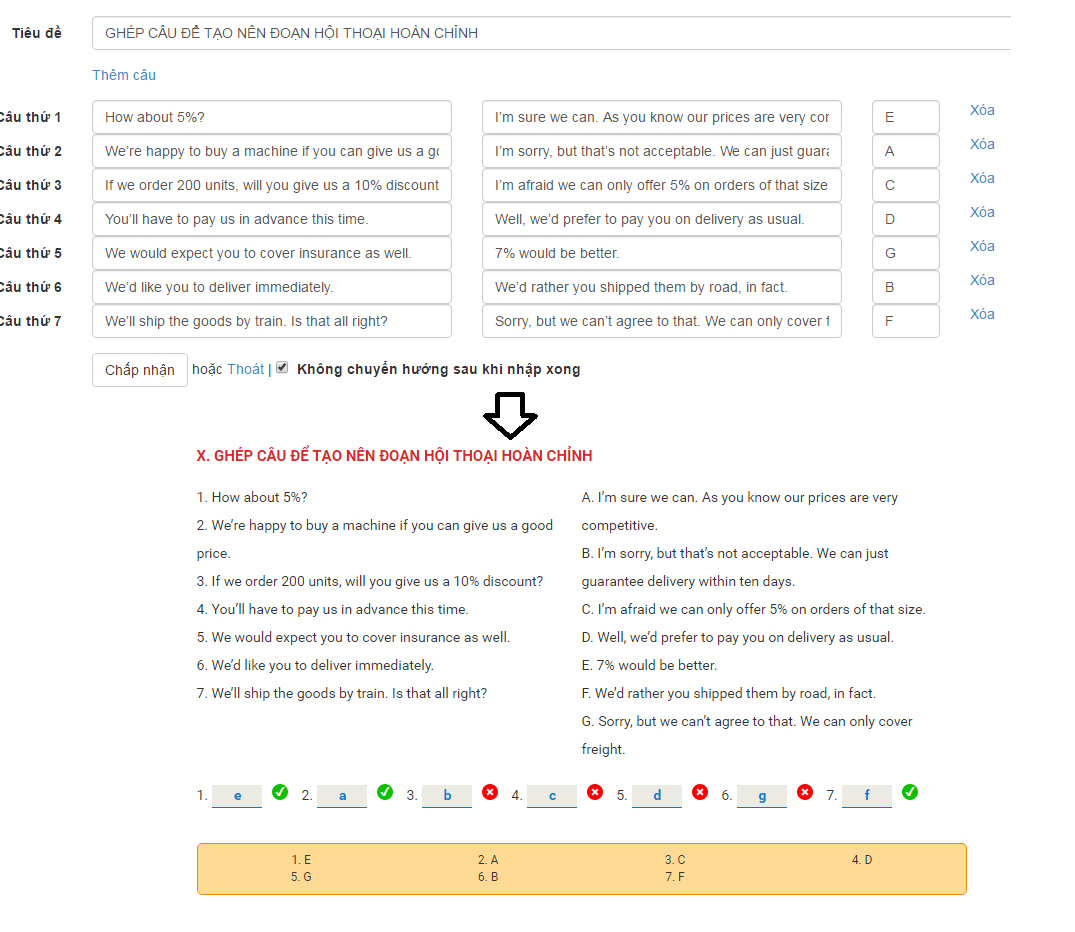 Tiêu đề GHÉP CÂU ĐỂ TẠO NÊN ĐOẠN HỘI THOẠI HOÀN CHỈNH
Thêm câu
Câu thứ 1 How about 5%? I’m sure we can. As you know our prices are very cor E Xóa
Câu thứ 2 We’re happy to buy a machine if you can give us a go I’m sorry, but that’s not acceptable. We can just guara A Xóa
Câu thứ 3 If we order 200 units, will you give us a 10% discount I’m afraid we can only offer 5% on orders of that size C Xóa
Câu thứ 4 You’ll have to pay us in advance this time. Well, we’d prefer to pay you on delivery as usual. D Xóa
Câu thứ 5 We would expect you to cover insurance as well. 7% would be better. G Xóa
Câu thứ 6 We’d like you to deliver immediately. We’d rather you shipped them by road, in fact. B Xóa
Câu thứ 7 We’ll ship the goods by train. Is that all right? Sorry, but we can’t agree to that. We can only cover f F Xóa
Chấp nhận hoặc Thoát | Không chuyển hướng sau khi nhập xong
X. GHÉP CÂU ĐỂ TẠO NÊN ĐOẠN HỘI THOẠI HOÀN CHỈNH
1. How about 5%?
2. We’re happy to buy a machine if you can give us a good
price.
3. If we order 200 units, will you give us a 10% discount?
4. You’ll have to pay us in advance this time.
5. We would expect you to cover insurance as well.
6. We’d like you to deliver immediately.
7. We’ll ship the goods by train. Is that all right?
A. I’m sure we can. As you know our prices are very
competitive.
B. I’m sorry, but that’s not acceptable. We can just
guarantee delivery within ten days.
C. I’m afraid we can only offer 5% on orders of that size.
D. Well, we’d prefer to pay you on delivery as usual.
E. 7% would be better.
F. We’d rather you shipped them by road, in fact.
G. Sorry, but we can’t agree to that. We can only cover
freight.
1. e 2. a 3. b 4. c 5. d 6. g 7. f
1. E 2. A 3. C 4. D
5. G 6. B 7. F